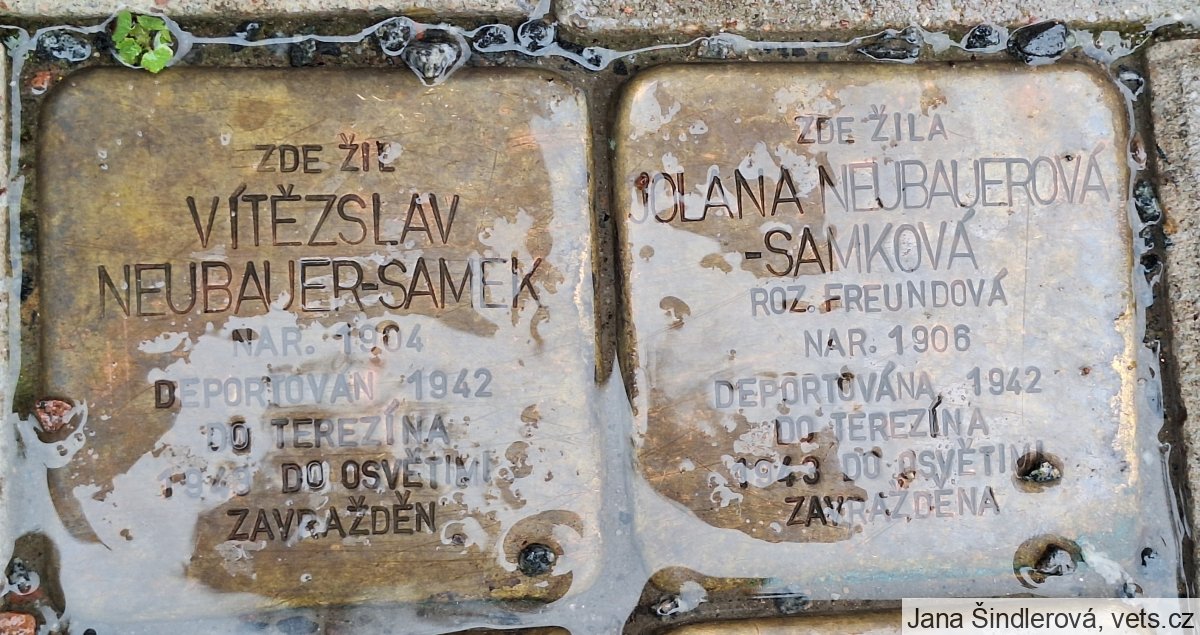 ZDE ŽIL
VÍTĚZSLAV
NEUBAUER-SAMEK
NAR. 1904
DEPORTOVÁN 1942
DO TEREZÍNA
1943 DO OSVĚTIMI
ZAVRAŽDĚN
ZDE ŽILA
JOLANA NEUBAUEROVÁ
-SAMKOVÁ
ROZ. FREUNDOVÁ
NAR. 1906
DEPORTOVÁNA 1942
DO TEREZÍNA
1943 DO OSVĚTIMI
ZAVRAŽDĚNA
Jana Šindlerová, vets.cz